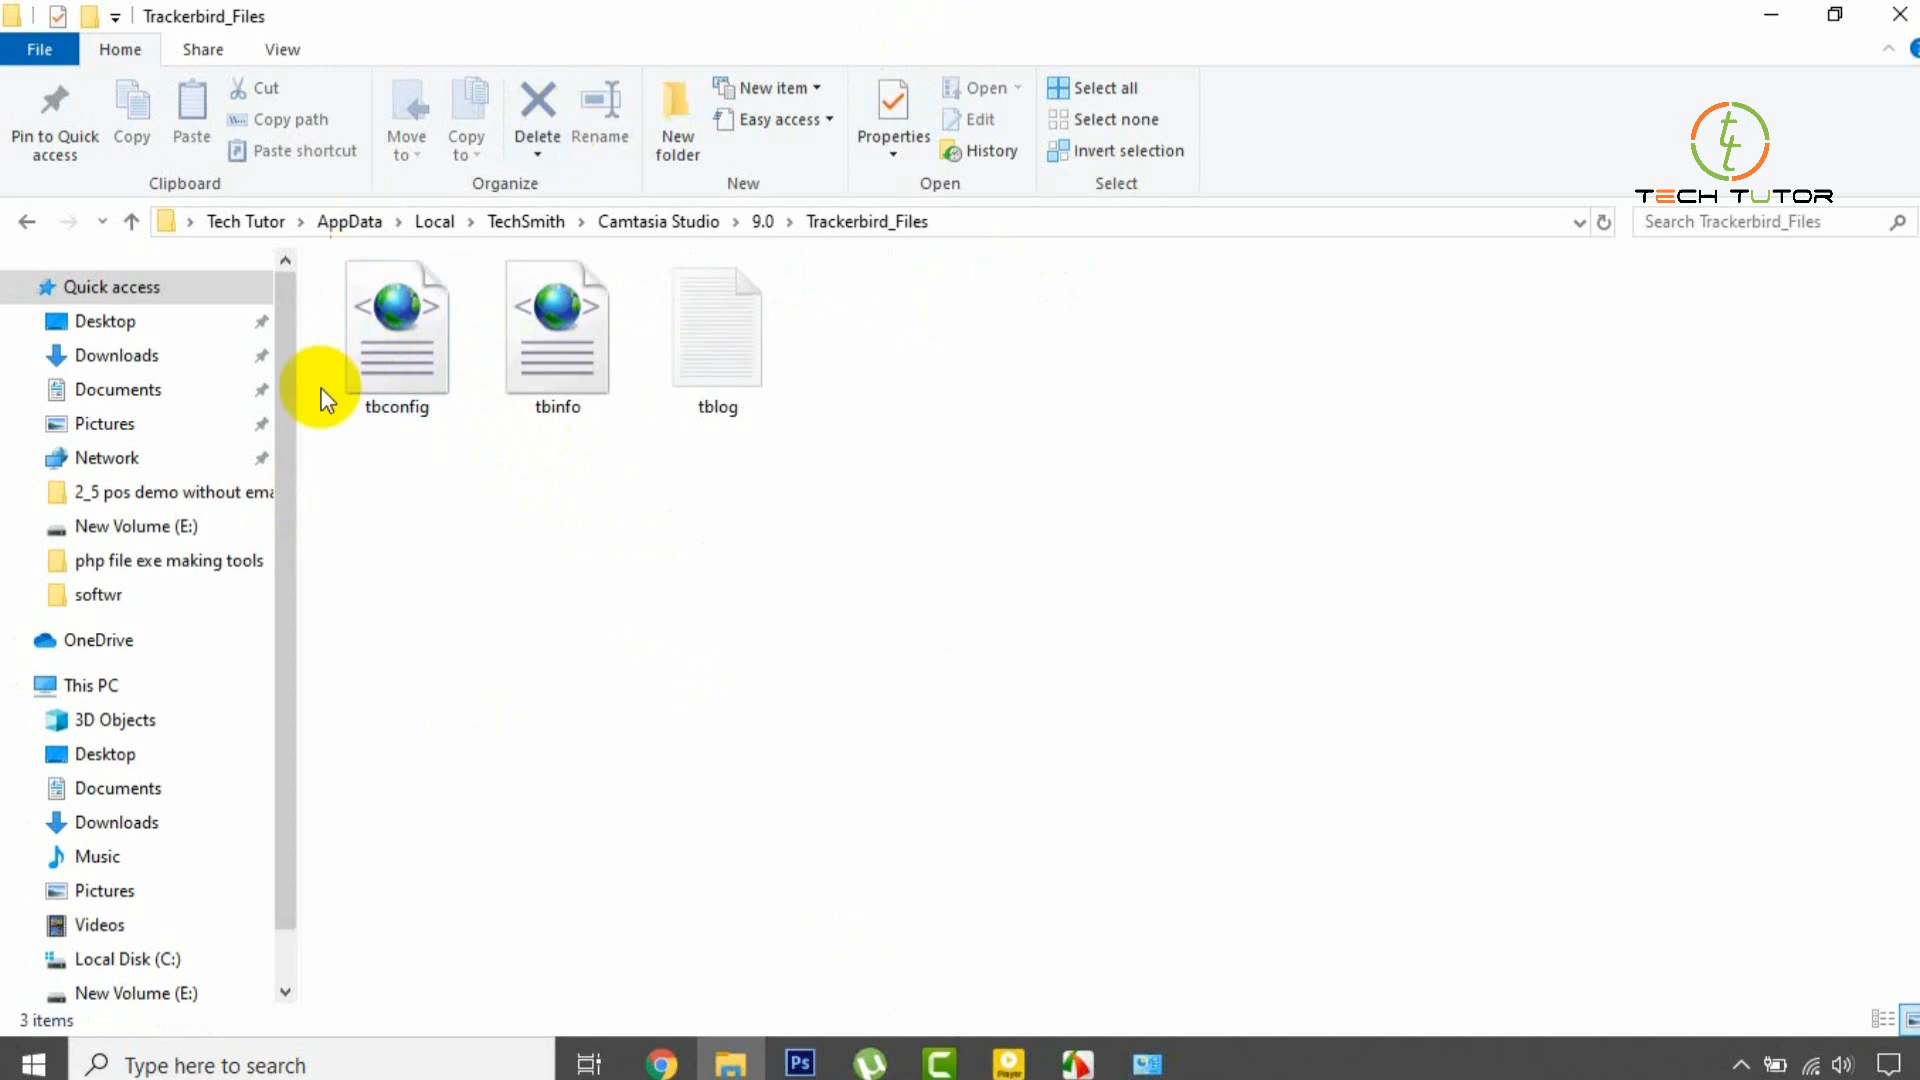 Trackerbird_Files
File Home Share View
Pin to Quick access
Copy
Paste
Cut
Copy path
Paste shortcut
Clipboard
Move to
Copy to
Delete
Rename
Organize
New folder
New item
Easy access
New
Properties
Open
Edit
History
Open
Select all
Select none
Invert selection
Select
TECH TUTOR
Tech Tutor > AppData > Local > TechSmith > Camtasia Studio > 9.0 > Trackerbird_Files
Search Trackerbird_Files
Quick access
Desktop
Downloads
Documents
Pictures
Network
2_5 pos demo without ema
New Volume (E:)
php file exe making tools
softwr
OneDrive
This PC
3D Objects
Desktop
Documents
Downloads
Music
Pictures
Videos
Local Disk (C:)
New Volume (E:)
tbconfig
tbinfo
tblog
3 items
Type here to search
Ps
Player